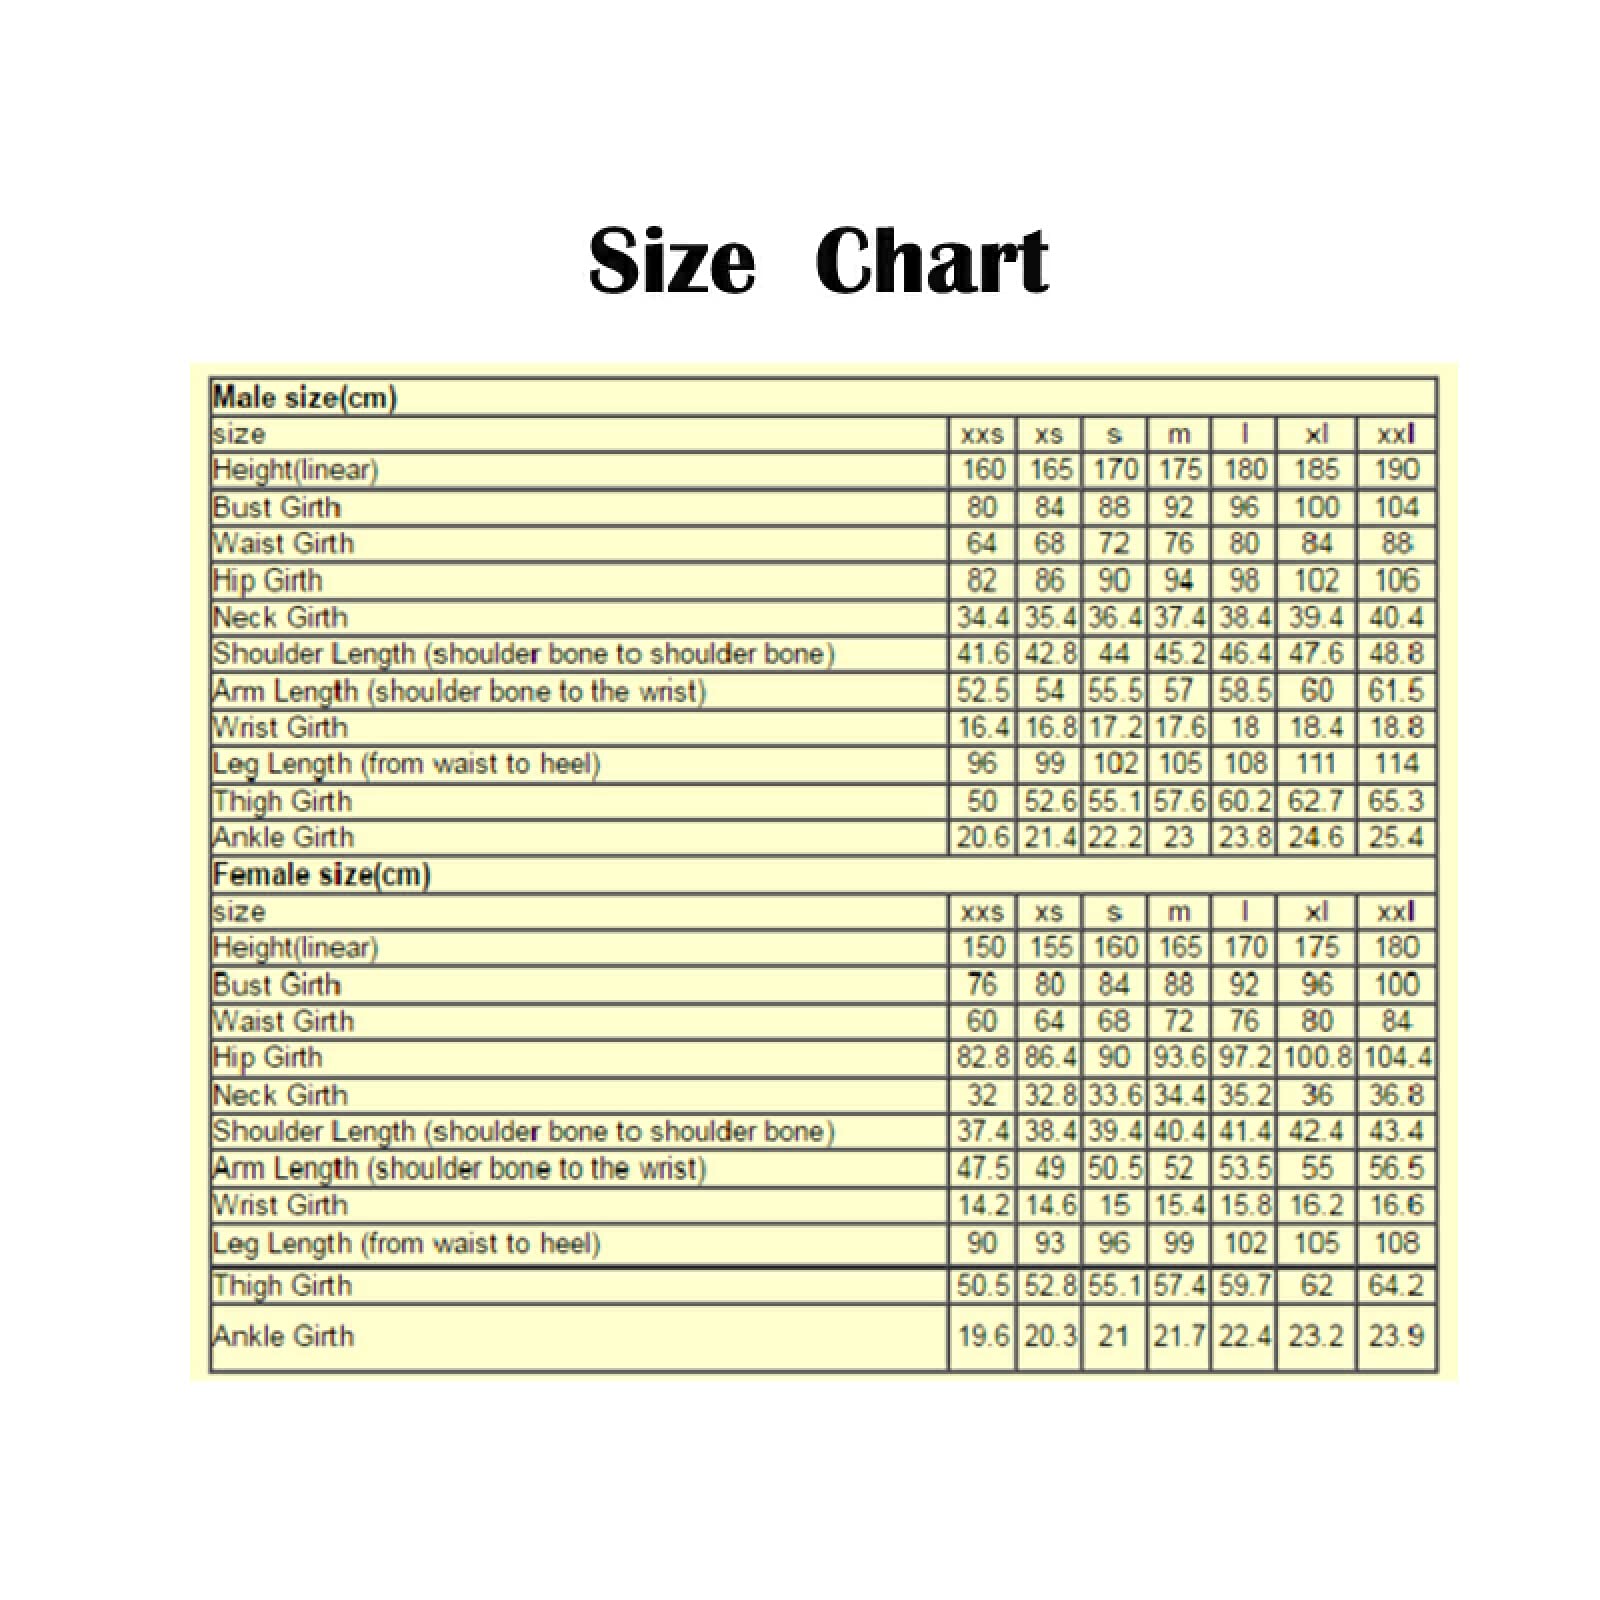 Size Chart
Male size(cm)
size xxs xs s m l xl xxl
Height(linear) 160 165 170 175 180 185 190
Bust Girth 80 84 88 92 96 100 104
Waist Girth 64 68 72 76 80 84 88
Hip Girth 82 86 90 94 98 102 106
Neck Girth 34.4 35.4 36.4 37.4 38.4 39.4 40.4
Shoulder Length (shoulder bone to shoulder bone) 41.6 42.8 44 45.2 46.4 47.6 48.8
Arm Length (shoulder bone to the wrist) 52.5 54 55.5 57 58.5 60 61.5
Wrist Girth 16.4 16.8 17.2 17.6 18 18.4 18.8
Leg Length (from waist to heel) 96 99 102 105 108 111 114
Thigh Girth 50 52.6 55.1 57.6 60.2 62.7 65.3
Ankle Girth 20.6 21.4 22.2 23 23.8 24.6 25.4
Female size(cm)
size xxs xs s m l xl xxl
Height(linear) 150 155 160 165 170 175 180
Bust Girth 76 80 84 88 92 96 100
Waist Girth 60 64 68 72 76 80 84
Hip Girth 82.8 86.4 90 93.6 97.2 100.8 104.4
Neck Girth 32 32.8 33.6 34.4 35.2 36 36.8
Shoulder Length (shoulder bone to shoulder bone) 37.4 38.4 39.4 40.4 41.4 42.4 43.4
Arm Length (shoulder bone to the wrist) 47.5 49 50.5 52 53.5 55 56.5
Wrist Girth 14.2 14.6 15 15.4 15.8 16.2 16.6
Leg Length (from waist to heel) 90 93 96 99 102 105 108
Thigh Girth 50.5 52.8 55.1 57.4 59.7 62 64.2
Ankle Girth 19.6 20.3 21 21.7 22.4 23.2 23.9